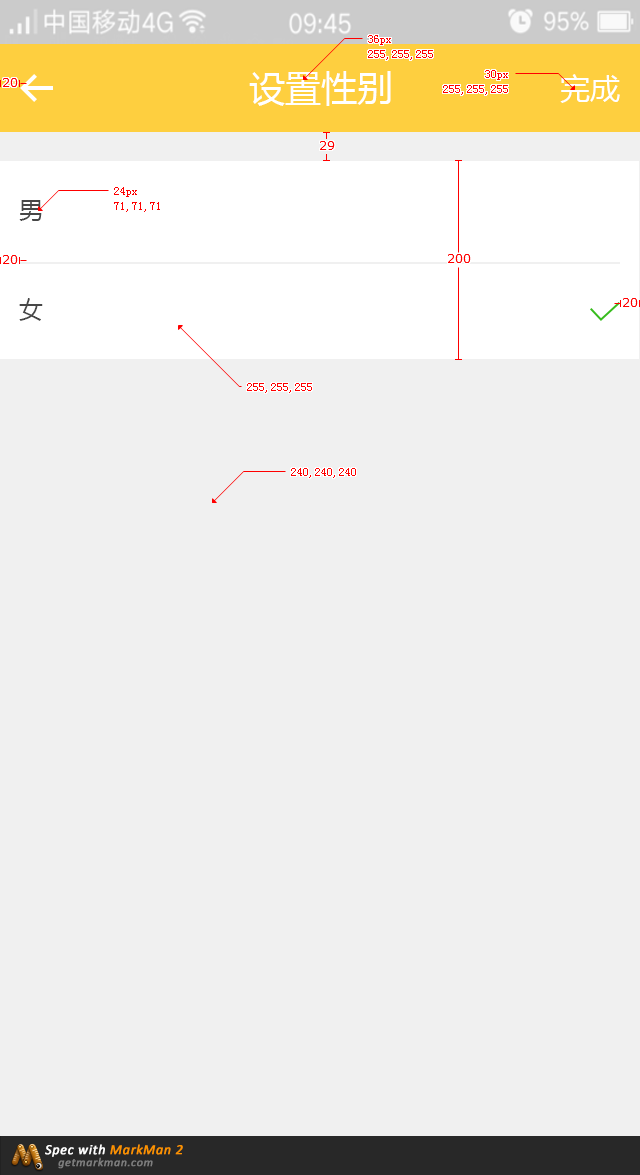 中国移动4G 09:45 95%
36px
255, 255, 255
20 设置性别 完成
30px
255, 255, 255
29
24px
71, 71, 71
男
20 200
女 20
255, 255, 255
240, 240, 240
Spec with MarkMan 2
getmarkman.com